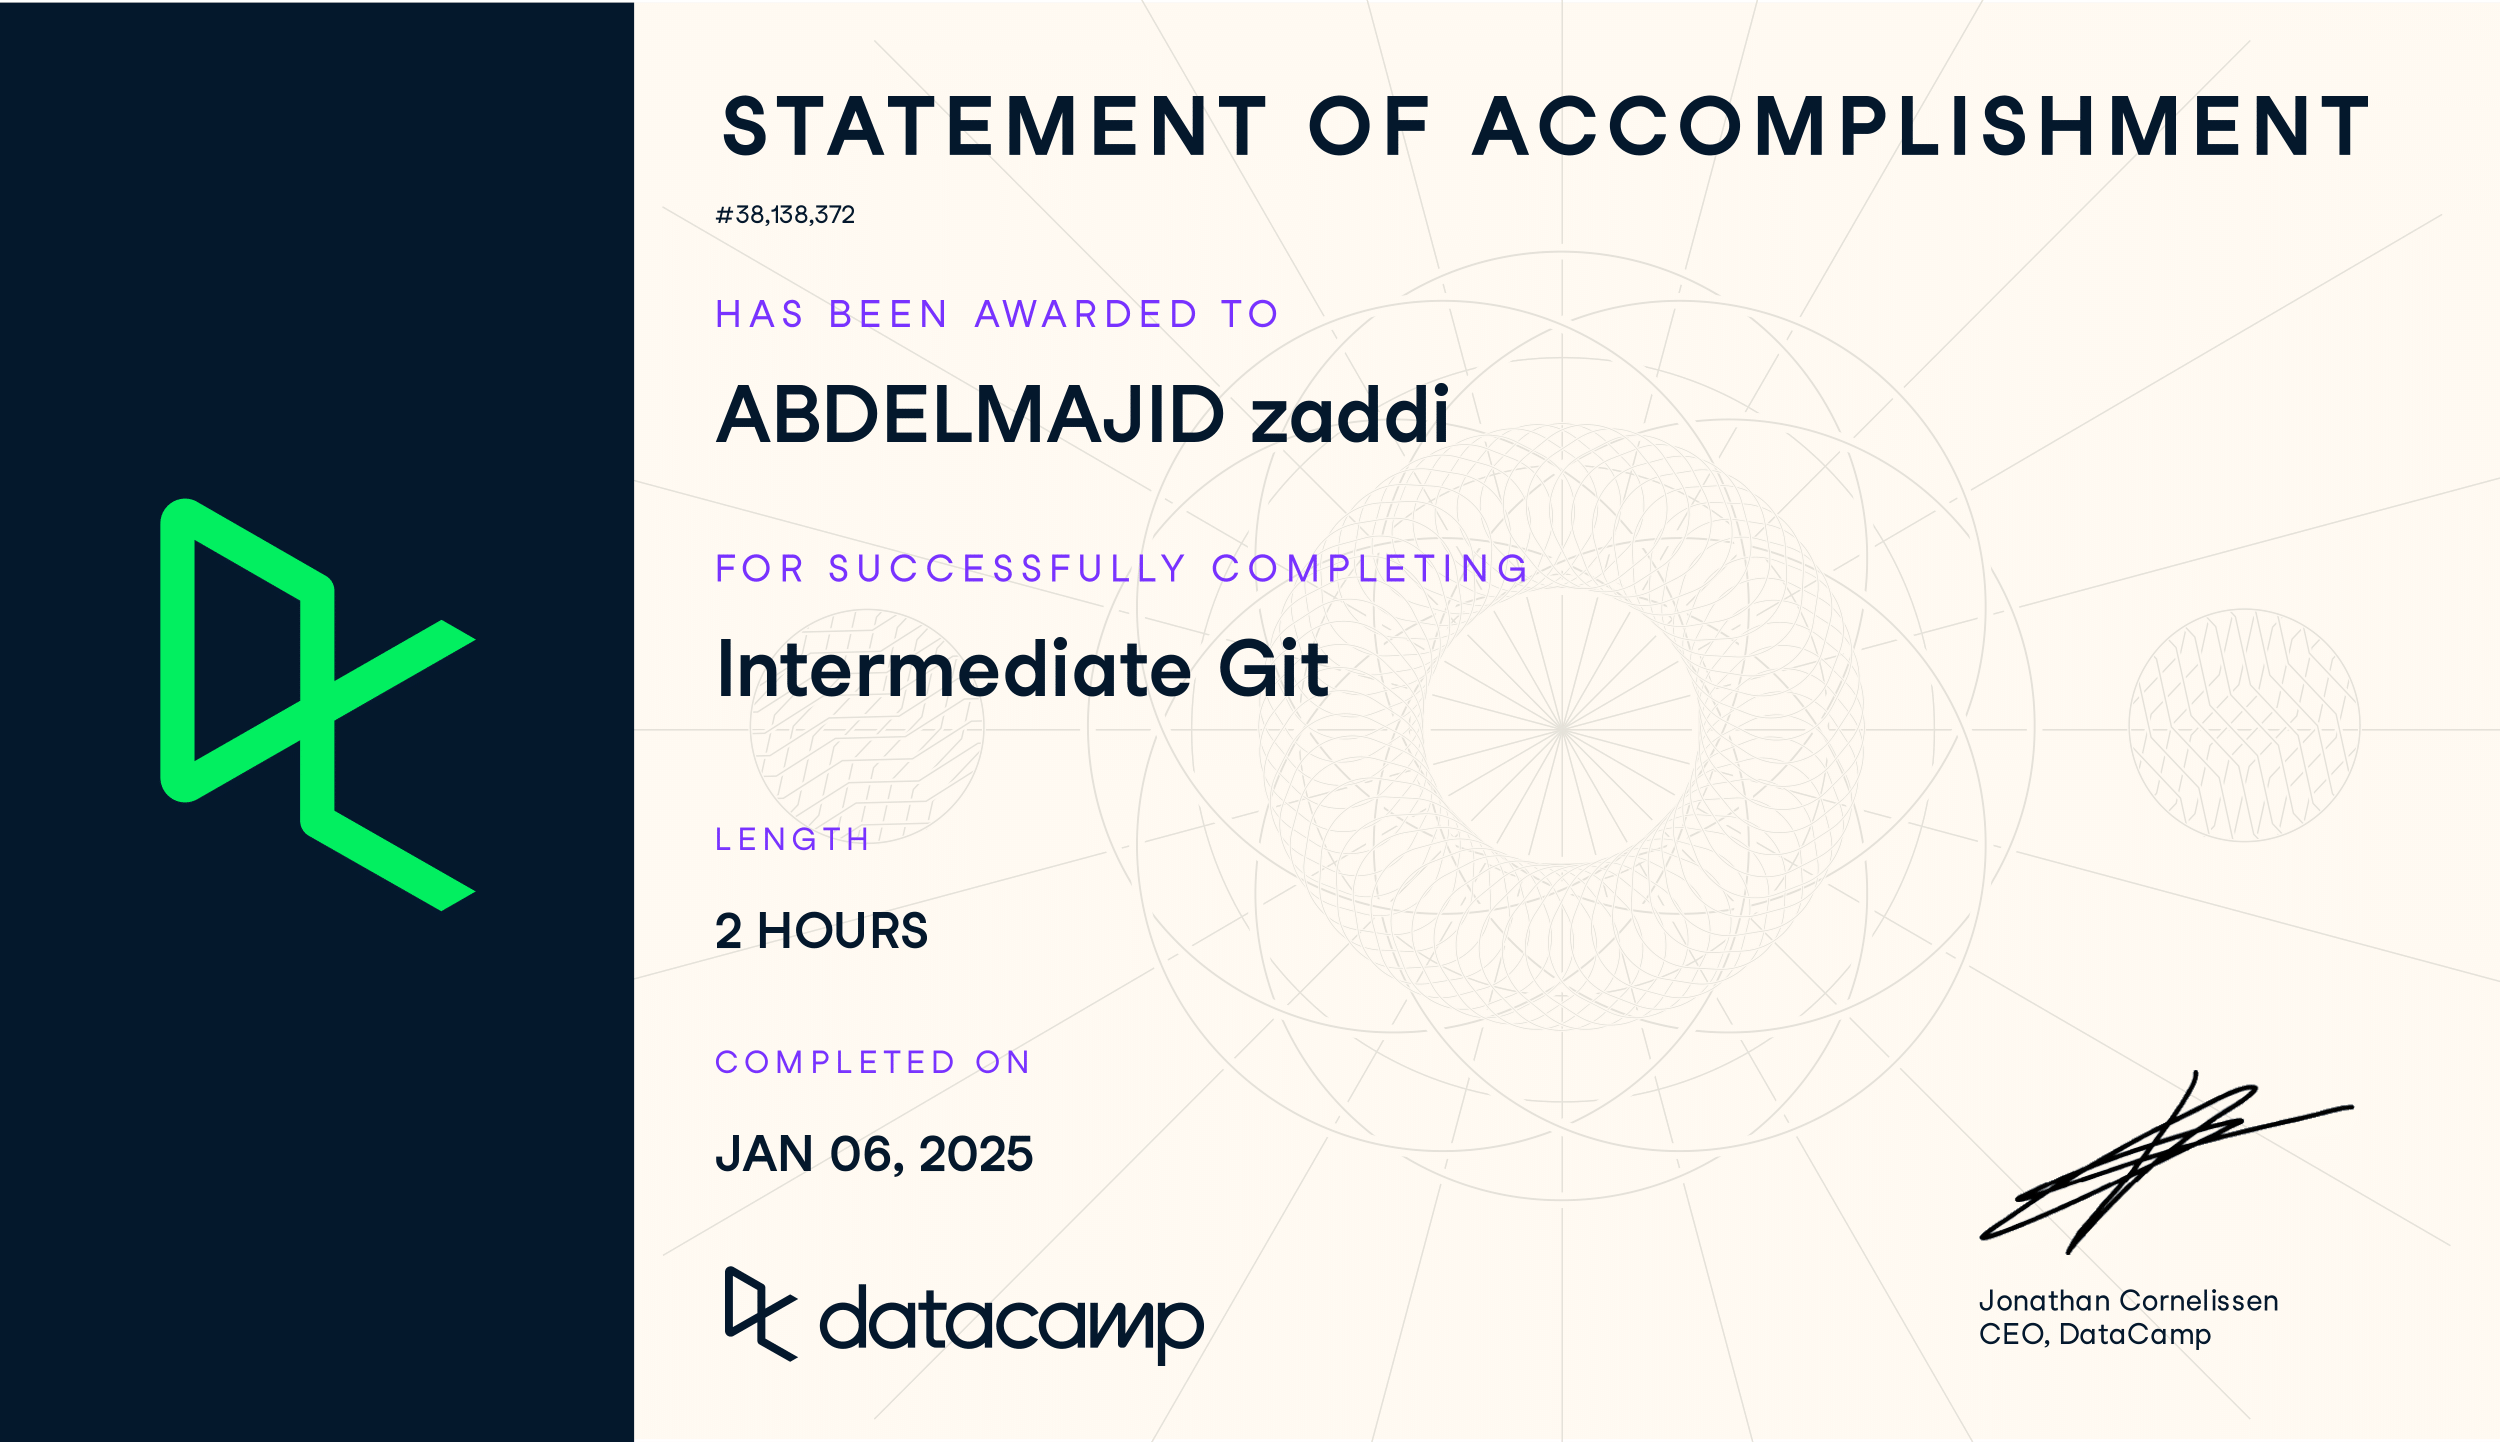 STATEMENT OF ACCOMPLISHMENT
#38,138,372
HAS BEEN AWARDED TO
ABDELMAJID zaddi
FOR SUCCESSFULLY COMPLETING
Intermediate Git
LENGTH
2 HOURS
COMPLETED ON
JAN 06, 2025
datacamp
Jonathan Cornelissen
CEO, DataCamp